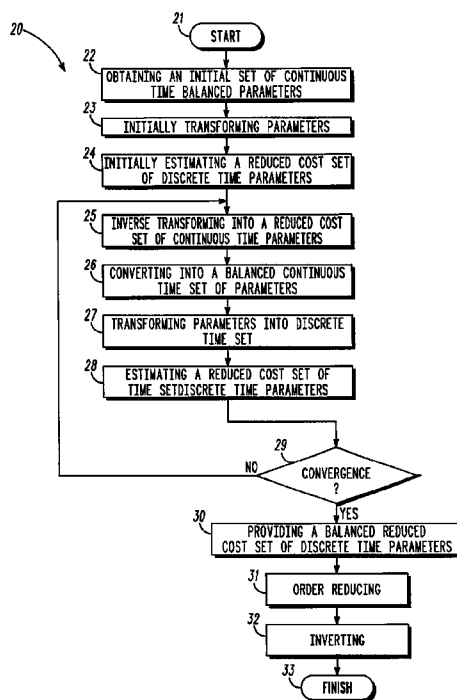 20
21
START
22
OBTAINING AN INITIAL SET OF CONTINUOUS
TIME BALANCED PARAMETERS
23
INITIALLY TRANSFORMING PARAMETERS
24
INITIALLY ESTIMATING A REDUCED COST SET
OF DISCRETE TIME PARAMETERS
25
INVERSE TRANSFORMING INTO A REDUCED COST
SET OF CONTINUOUS TIME PARAMETERS
26
CONVERTING INTO A BALANCED CONTINUOUS
TIME SET OF PARAMETERS
27
TRANSFORMING PARAMETERS INTO DISCRETE
TIME SET
28
ESTIMATING A REDUCED COST SET OF
TIME SETDISCRETE TIME PARAMETERS
29
NO
CONVERGENCE
?
YES
30
PROVIDING A BALANCED REDUCED
COST SET OF DISCRETE TIME PARAMETERS
31
ORDER REDUCING
32
INVERTING
33
FINISH